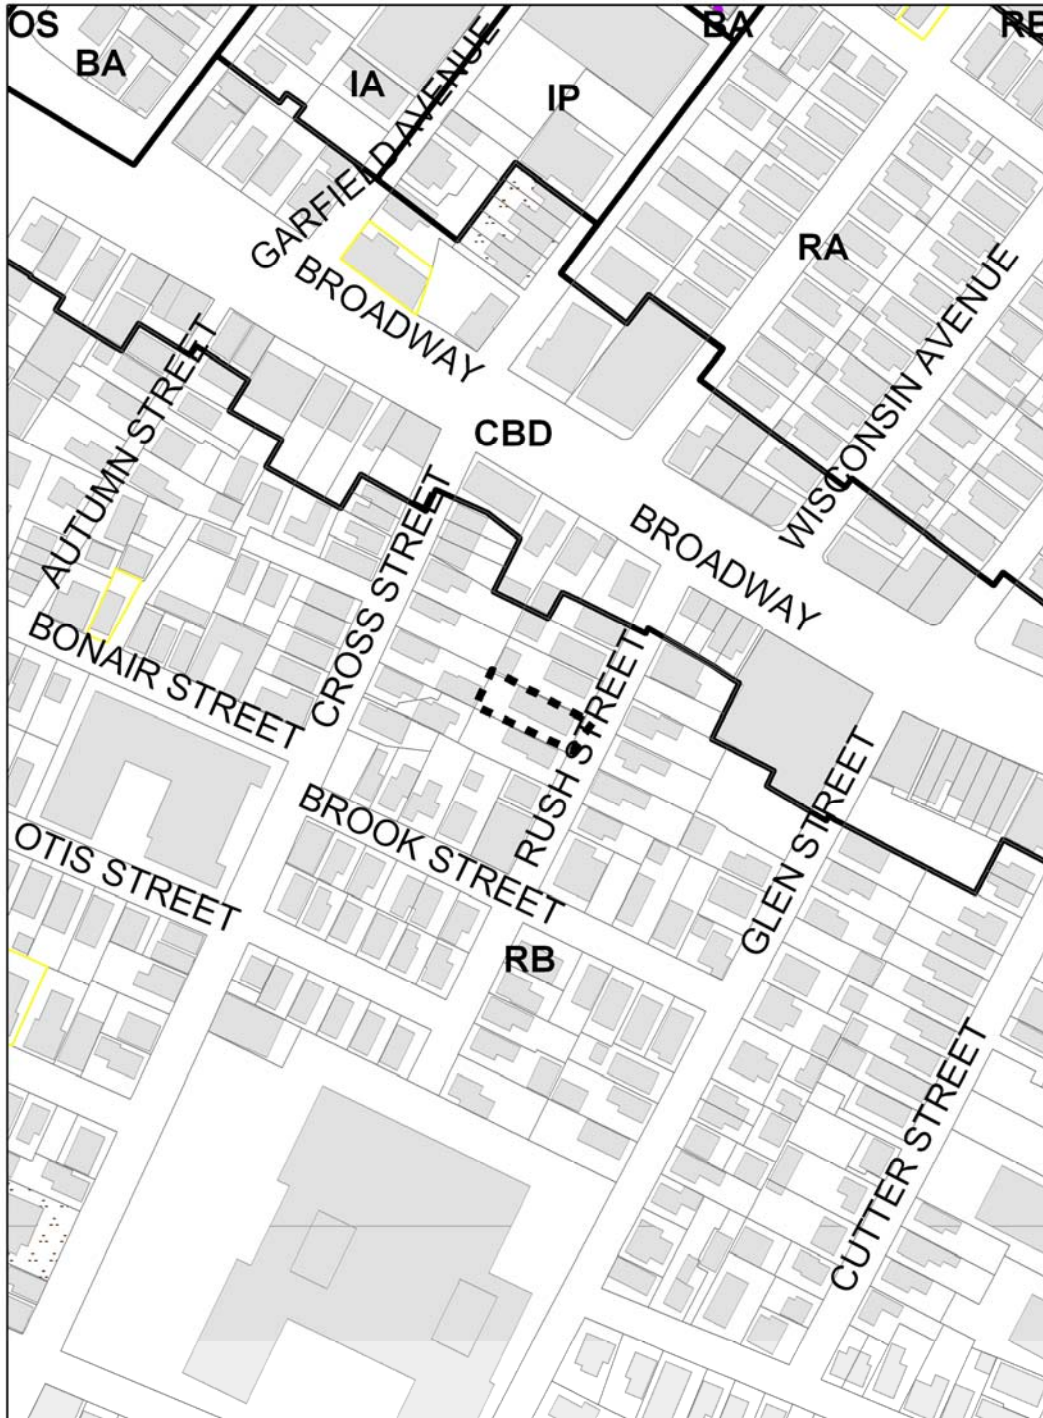 OS
BA
RB
BA
IA
IP
GARFIELD AVENUE
RA
BROADWAY
WISCONSIN AVENUE
AUTUMN STREET
CBD
BROADWAY
CROSS STREET
BONAIR STREET
RUSH STREET
BROOK STREET
GLEN STREET
OTIS STREET
RB
CUTTER STREET